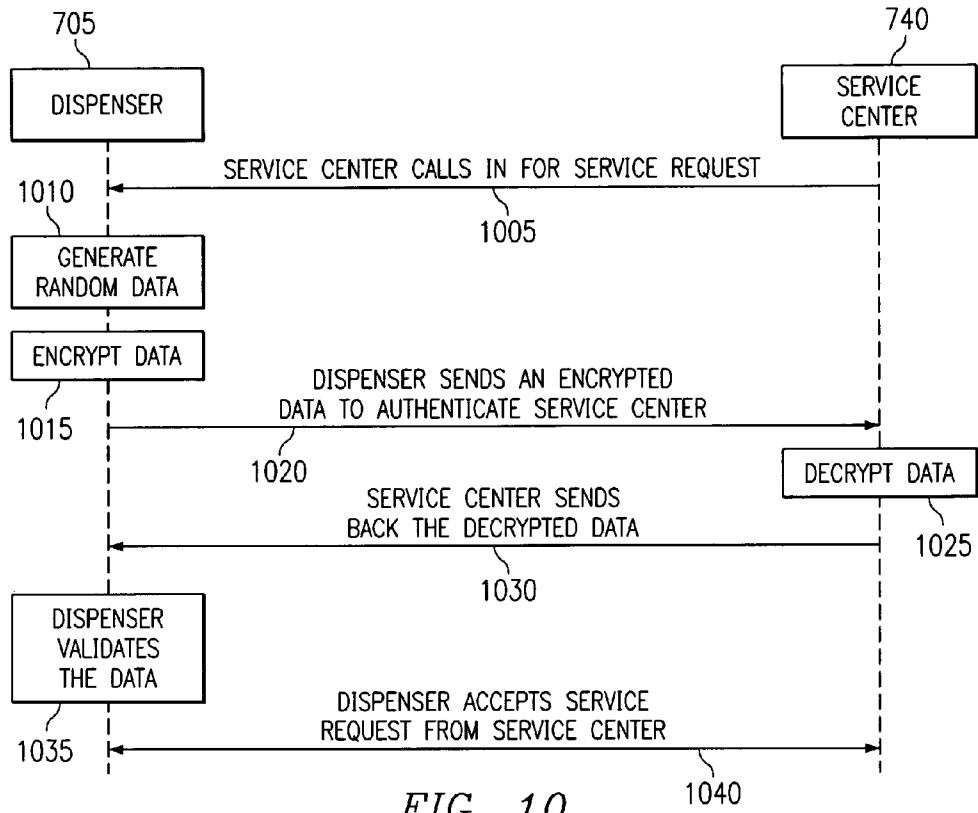 705
740
DISPENSER
SERVICE
CENTER
SERVICE CENTER CALLS IN FOR SERVICE REQUEST
1005
1010
GENERATE
RANDOM DATA
ENCRYPT DATA
1015
DISPENSER SENDS AN ENCRYPTED
DATA TO AUTHENTICATE SERVICE CENTER
1020
DECRYPT DATA
1025
SERVICE CENTER SENDS
BACK THE DECRYPTED DATA
1030
DISPENSER
VALIDATES
THE DATA
1035
DISPENSER ACCEPTS SERVICE
REQUEST FROM SERVICE CENTER
1040
FIG. 10